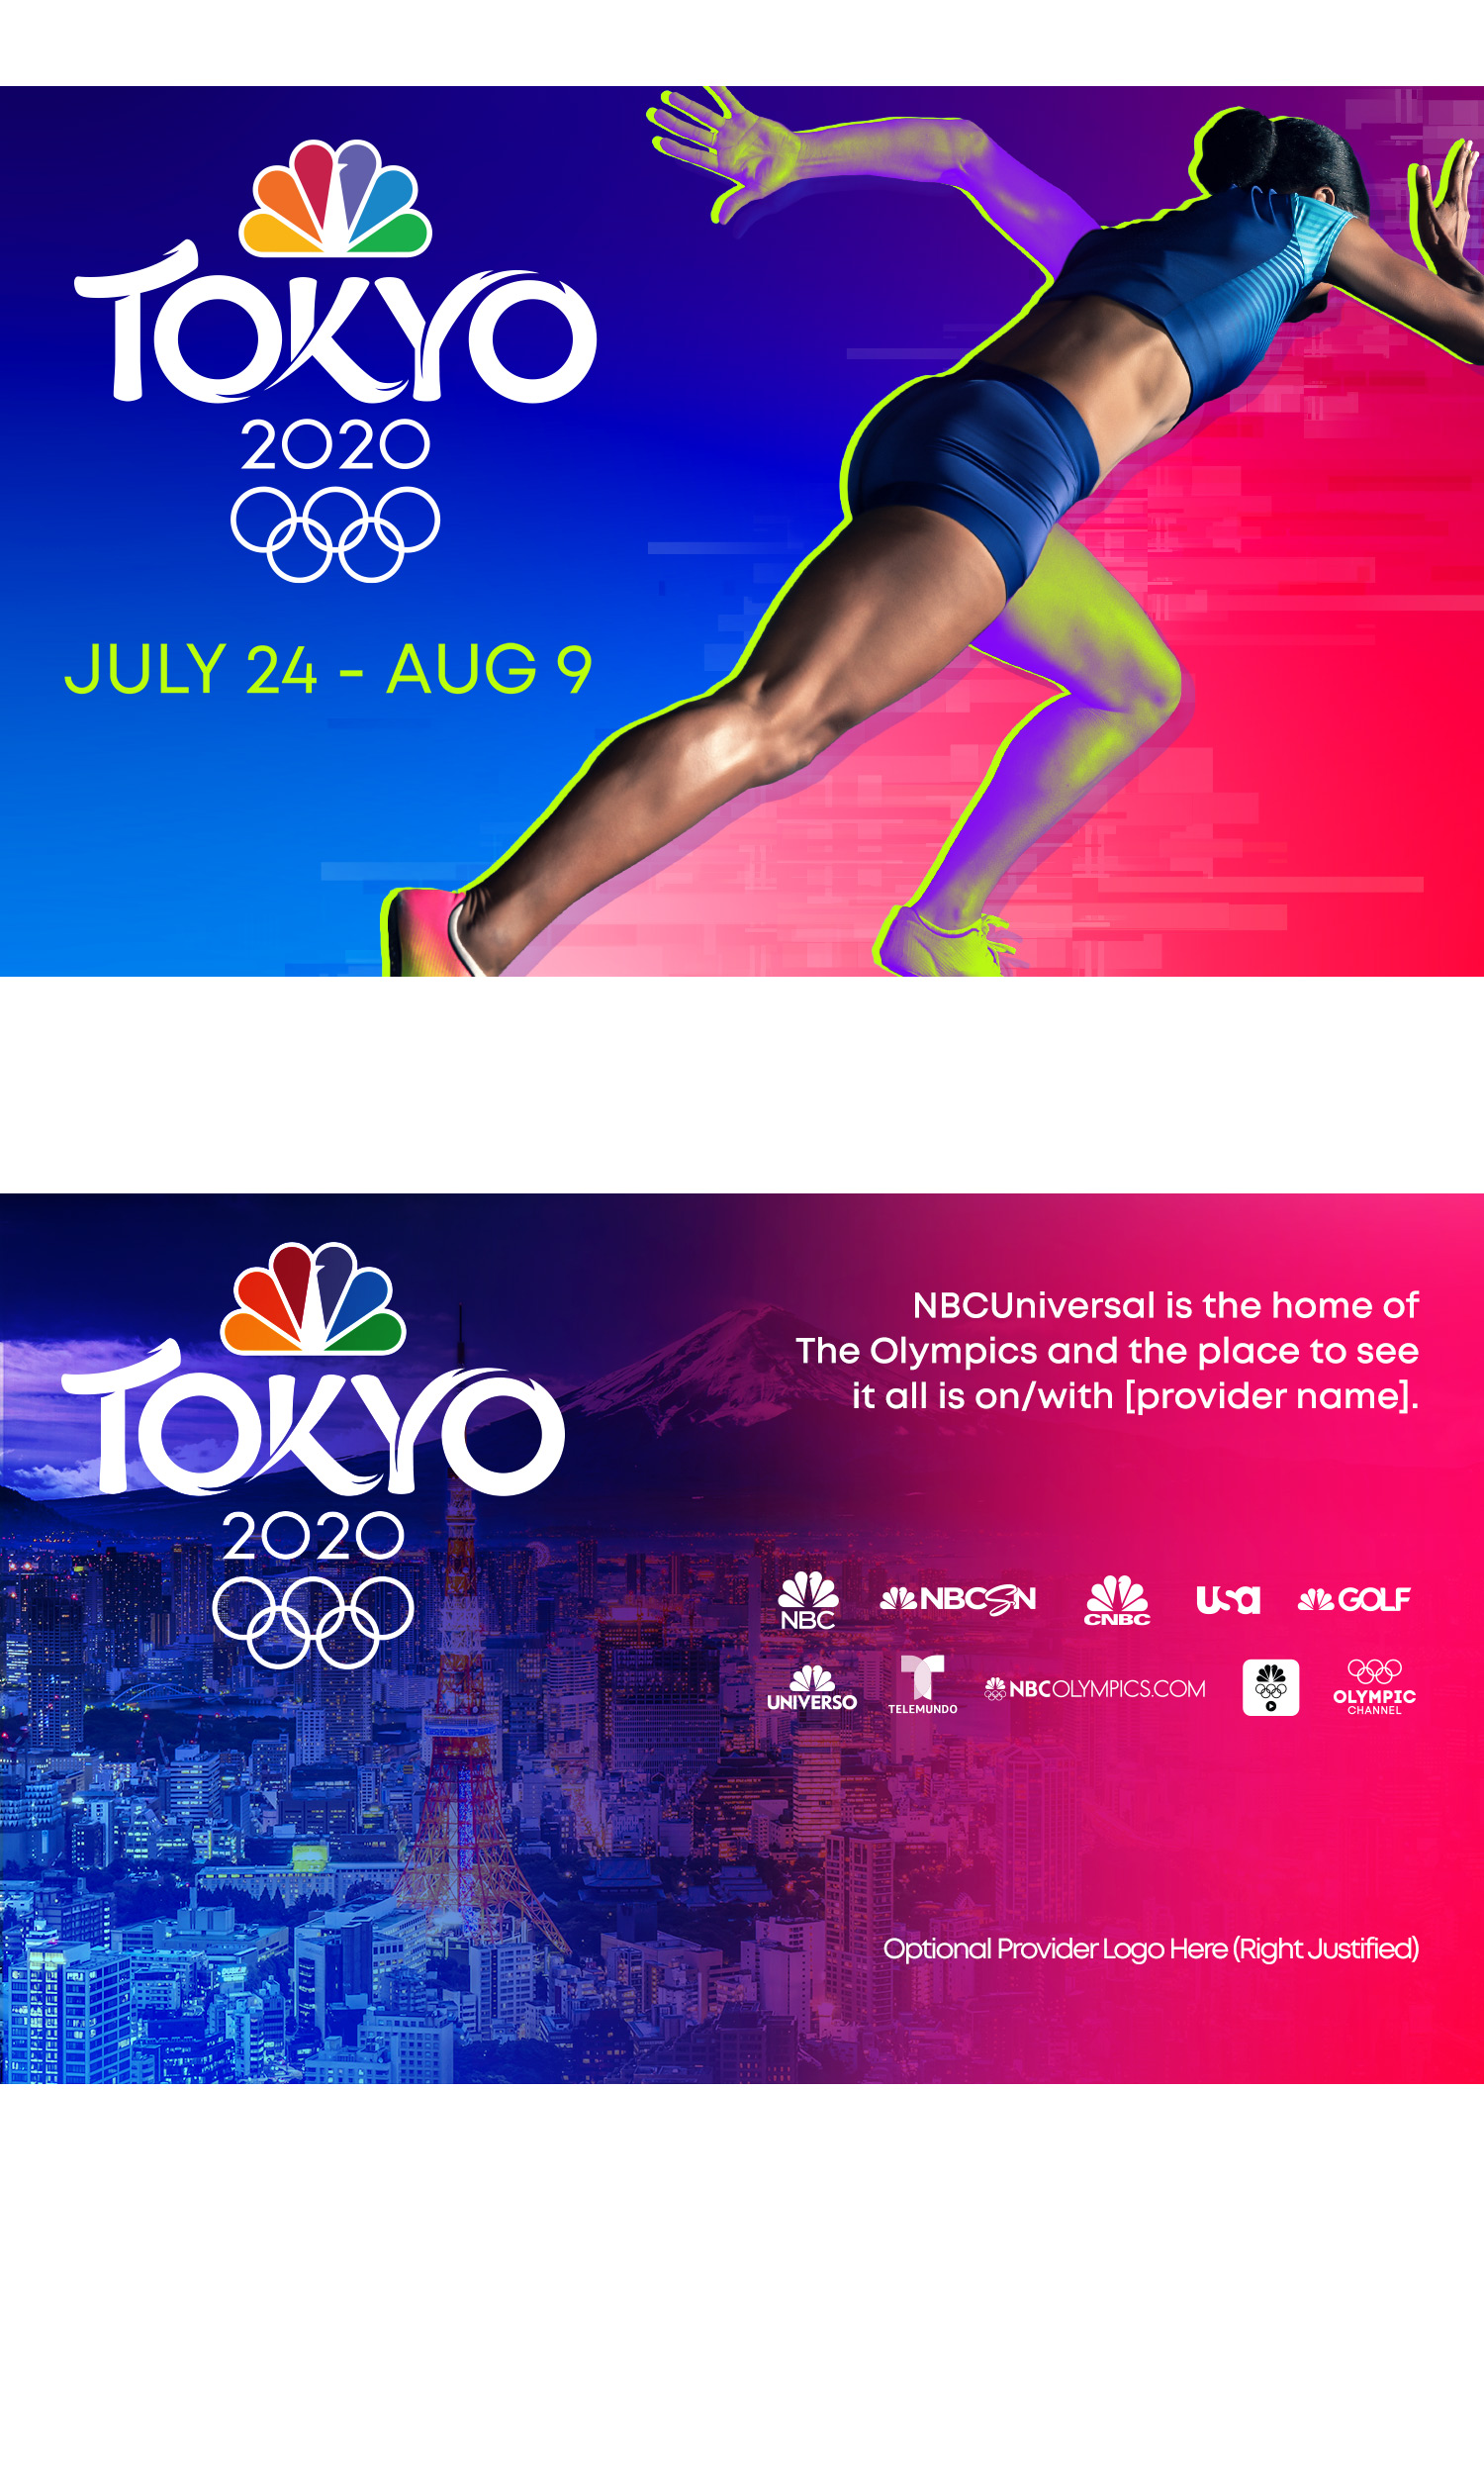 TOKYO
2020
JULY 24 - AUG 9
TOKYO
2020
NBCUniversal is the home of
The Olympics and the place to see
it all is on/with [provider name].
NBC
NBCSN
CNBC
USA
GOLF
UNIVERSO
TELEMUNDO
NBCOLYMPICS.COM
OLYMPIC
CHANNEL
Optional Provider Logo Here (Right Justified)